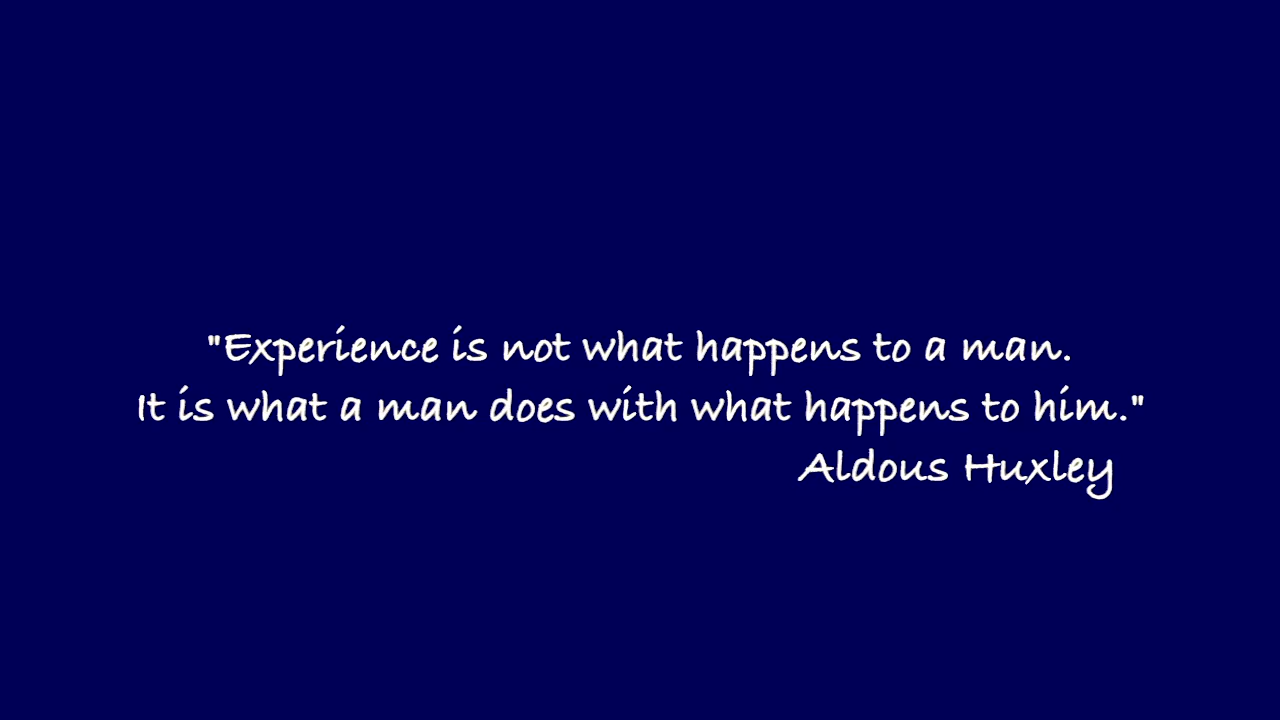 "Experience is not what happens to a man.
It is what a man does with what happens to him."
Aldous Huxley